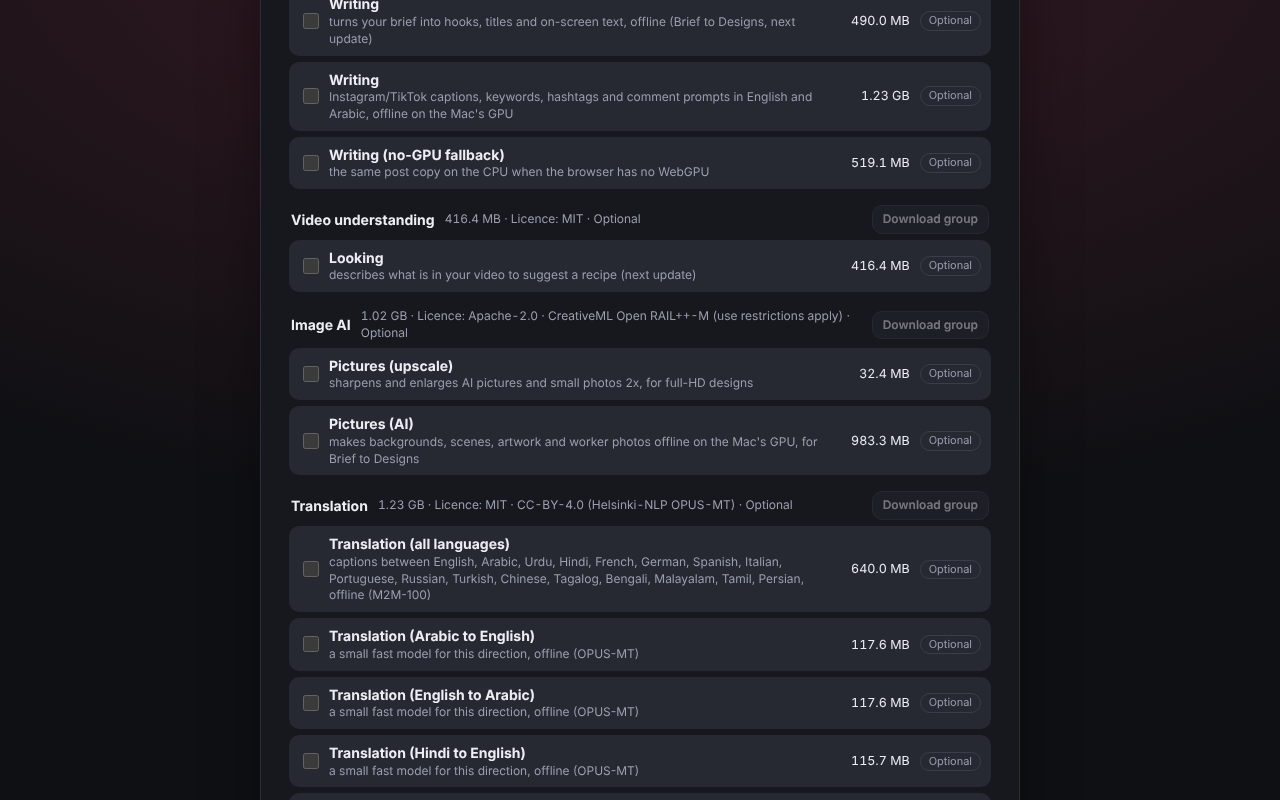 Writing
turns your brief into hooks, titles and on-screen text, offline (Brief to Designs, next
update)
490.0 MB
Optional
Writing
Instagram/TikTok captions, keywords, hashtags and comment prompts in English and
Arabic, offline on the Mac's GPU
1.23 GB
Optional
Writing (no-GPU fallback)
the same post copy on the CPU when the browser has no WebGPU
519.1 MB
Optional
Video understanding
416.4 MB · Licence: MIT · Optional
Download group
Looking
describes what is in your video to suggest a recipe (next update)
416.4 MB
Optional
Image AI
1.02 GB · Licence: Apache-2.0 · CreativeML Open RAIL++-M (use restrictions apply) ·
Optional
Download group
Pictures (upscale)
sharpens and enlarges AI pictures and small photos 2x, for full-HD designs
32.4 MB
Optional
Pictures (AI)
makes backgrounds, scenes, artwork and worker photos offline on the Mac's GPU, for
Brief to Designs
983.3 MB
Optional
Translation
1.23 GB · Licence: MIT · CC-BY-4.0 (Helsinki-NLP OPUS-MT) · Optional
Download group
Translation (all languages)
captions between English, Arabic, Urdu, Hindi, French, German, Spanish, Italian,
Portuguese, Russian, Turkish, Chinese, Tagalog, Bengali, Malayalam, Tamil, Persian,
offline (M2M-100)
640.0 MB
Optional
Translation (Arabic to English)
a small fast model for this direction, offline (OPUS-MT)
117.6 MB
Optional
Translation (English to Arabic)
a small fast model for this direction, offline (OPUS-MT)
117.6 MB
Optional
Translation (Hindi to English)
a small fast model for this direction, offline (OPUS-MT)
115.7 MB
Optional